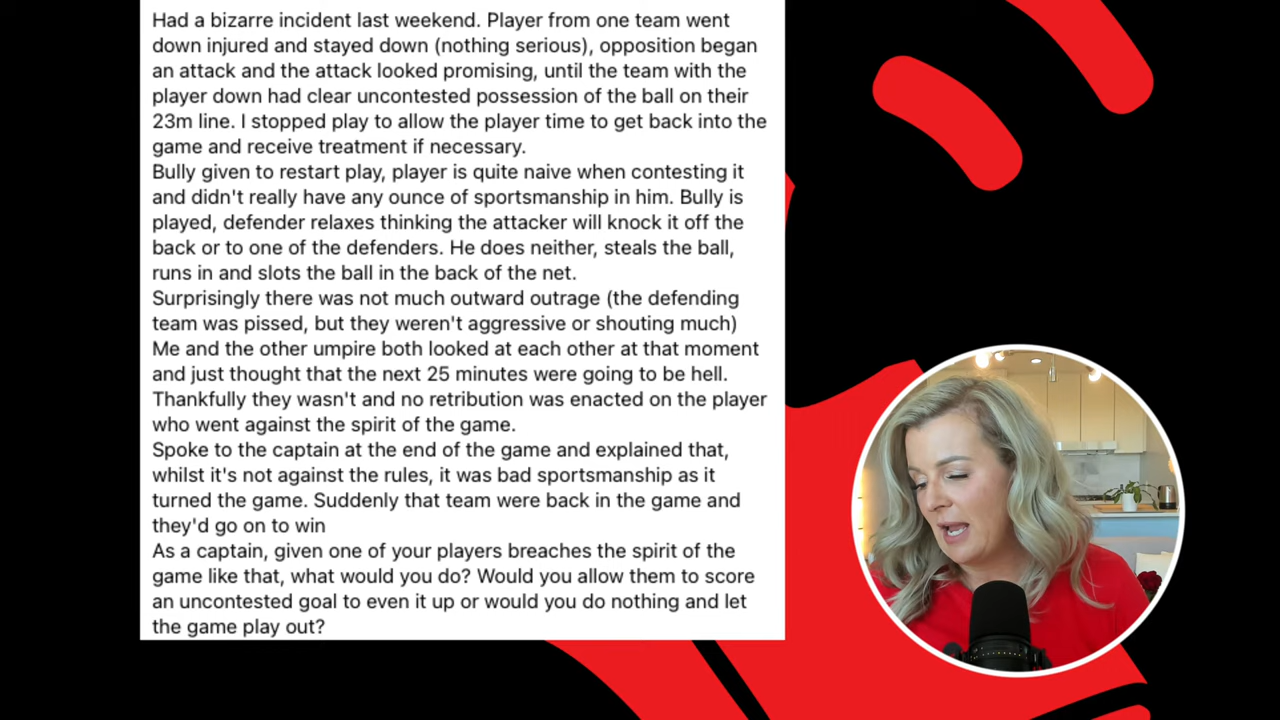 Had a bizarre incident last weekend. Player from one team went
down injured and stayed down (nothing serious), opposition began
an attack and the attack looked promising, until the team with the
player down had clear uncontested possession of the ball on their
23m line. I stopped play to allow the player time to get back into the
game and receive treatment if necessary.
Bully given to restart play, player is quite naive when contesting it
and didn't really have any ounce of sportsmanship in him. Bully is
played, defender relaxes thinking the attacker will knock it off the
back or to one of the defenders. He does neither, steals the ball,
runs in and slots the ball in the back of the net.
Surprisingly there was not much outward outrage (the defending
team was pissed, but they weren't aggressive or shouting much)
Me and the other umpire both looked at each other at that moment
and just thought that the next 25 minutes were going to be hell.
Thankfully they wasn't and no retribution was enacted on the player
who went against the spirit of the game.
Spoke to the captain at the end of the game and explained that,
whilst it's not against the rules, it was bad sportsmanship as it
turned the game. Suddenly that team were back in the game and
they'd go on to win
As a captain, given one of your players breaches the spirit of the
game like that, what would you do? Would you allow them to score
an uncontested goal to even it up or would you do nothing and let
the game play out?